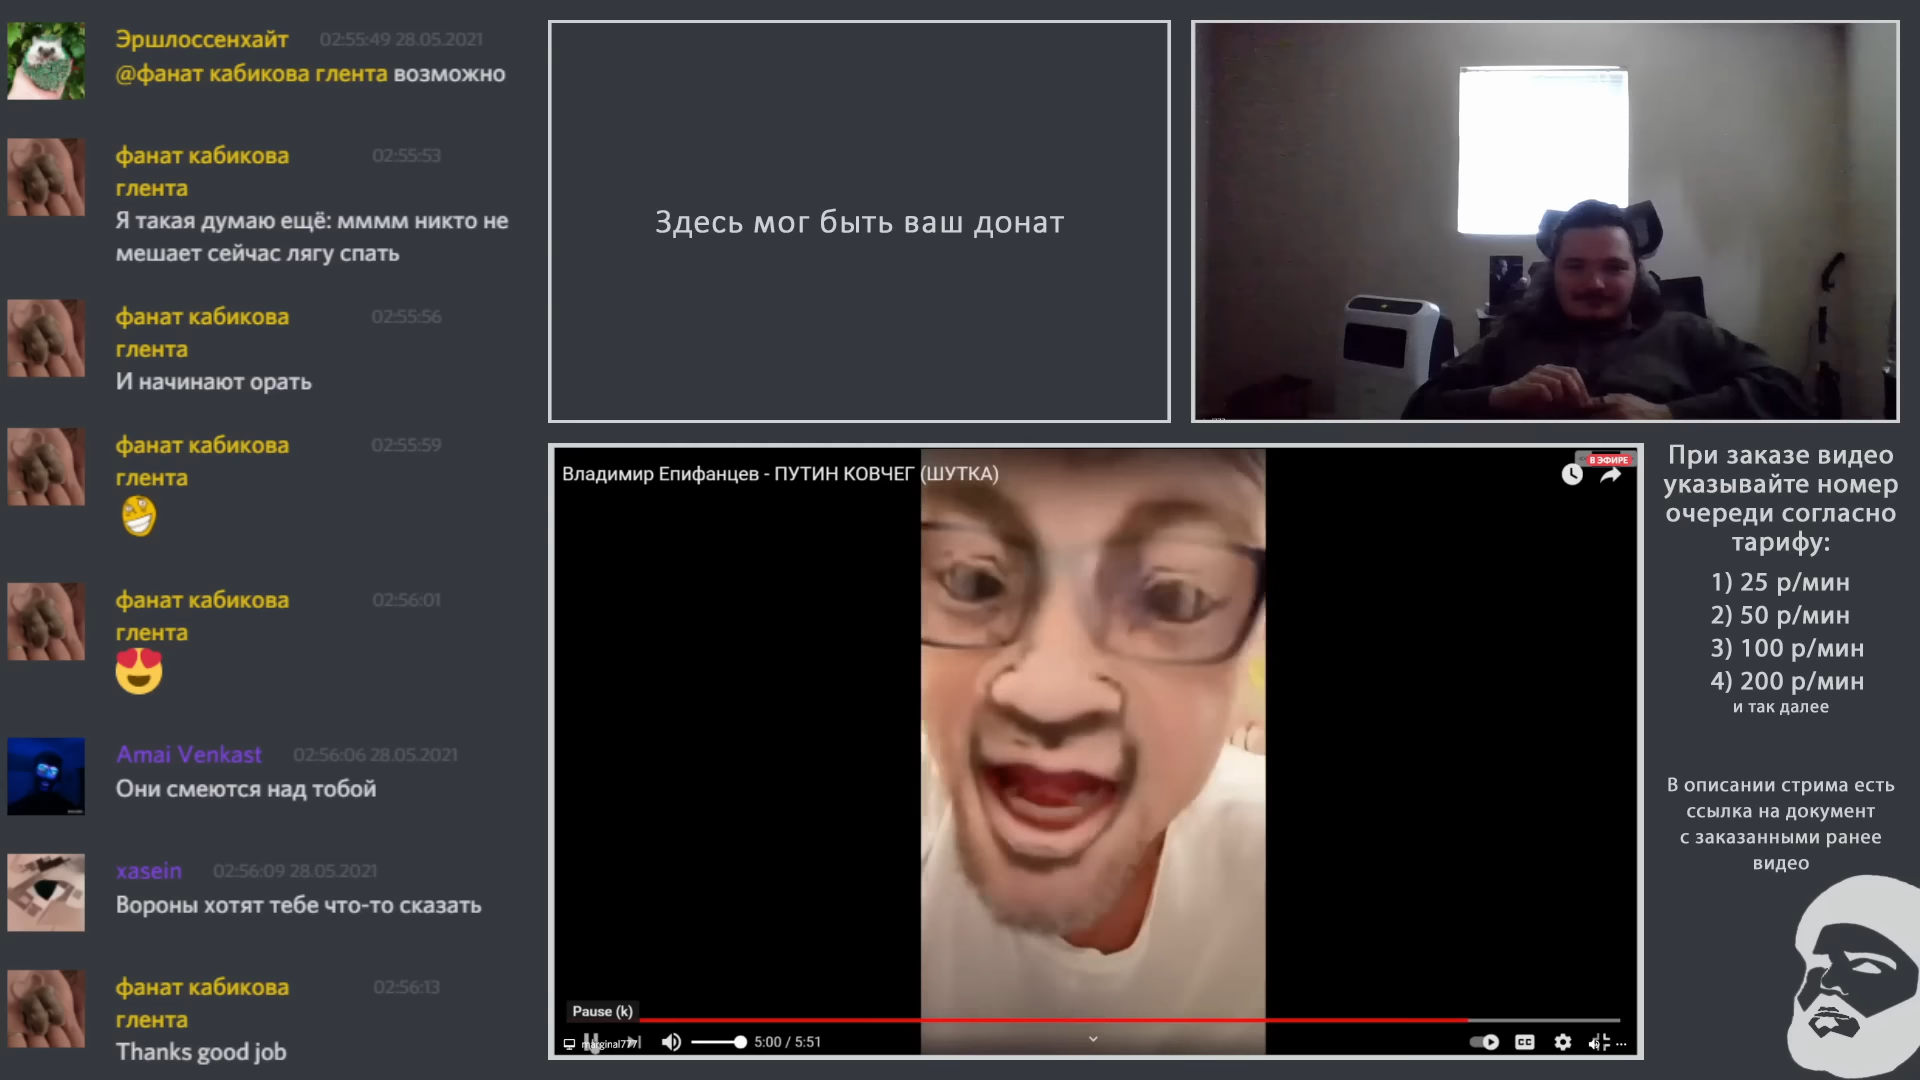 Эршлоссенхайт 02:55:49 28.05.2021
@фанат кабикова глента возможно
фанат кабикова 02:55:53
глента
Я такая думаю ещё: мммм никто не
мешает сейчас лягу спать
фанат кабикова 02:55:56
глента
И начинают орать
фанат кабикова 02:55:59
глента
фанат кабикова 02:56:01
глента
Amai Venkast 02:56:06 28.05.2021
Они смеются над тобой
xasein 02:56:09 28.05.2021
Вороны хотят тебе что-то сказать
фанат кабикова 02:56:13
глента
Thanks good job
Здесь мог быть ваш донат
Владимир Епифанцев - ПУТИН КОВЧЕГ (ШУТКА)
В ЭФИРЕ
Pause (k)
marginal777
5:00 / 5:51
CC
При заказе видео
указывайте номер
очереди согласно
тарифу:
1) 25 р/мин
2) 50 р/мин
3) 100 р/мин
4) 200 р/мин
и так далее
В описании стрима есть
ссылка на документ
с заказанными ранее
видео